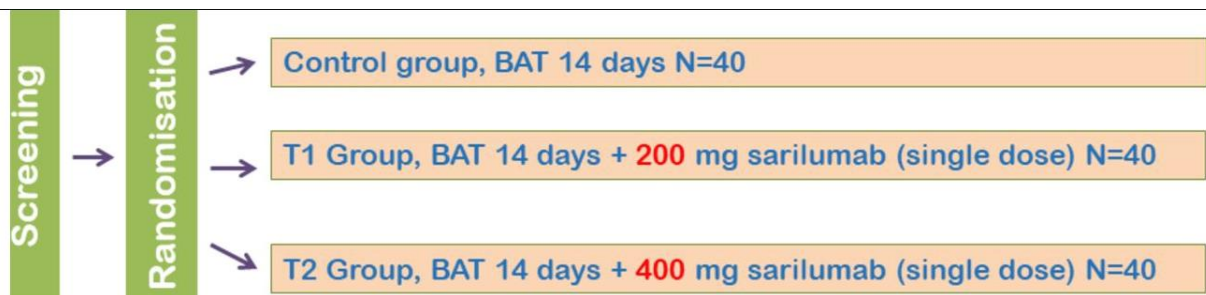 Screening
Randomisation
Control group, BAT 14 days N=40
T1 Group, BAT 14 days + 200 mg sarilumab (single dose) N=40
T2 Group, BAT 14 days + 400 mg sarilumab (single dose) N=40